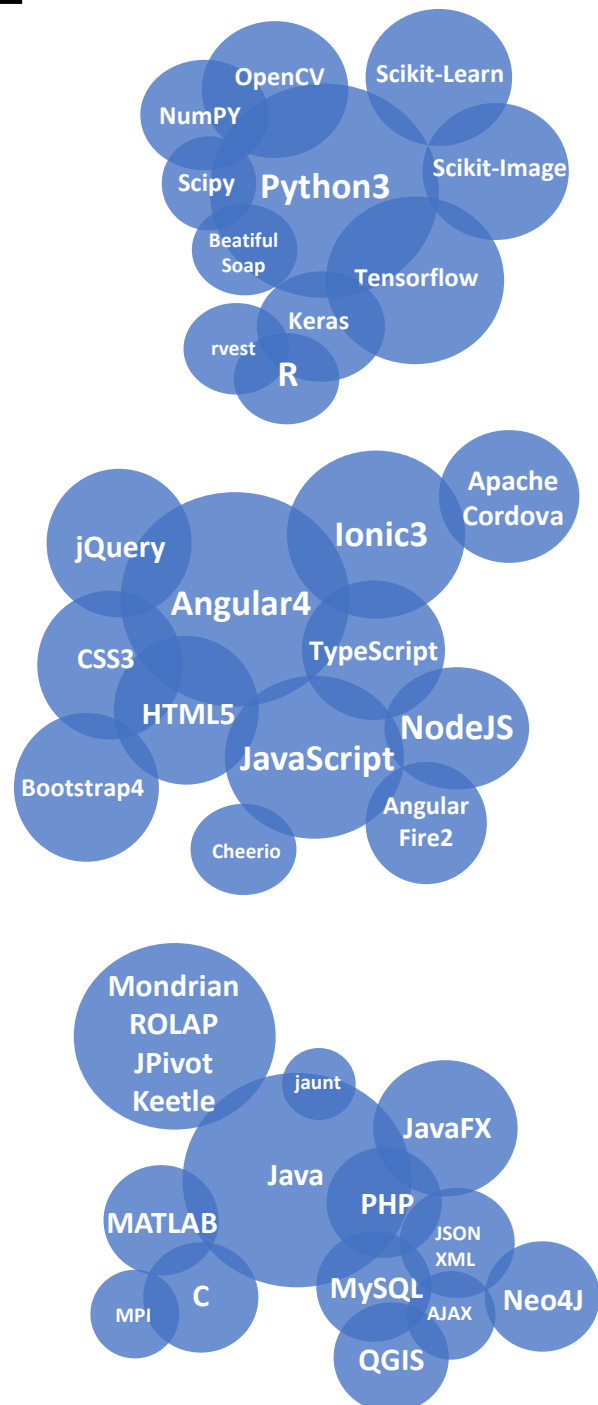 OpenCV
Scikit-Learn
NumPY
Scikit-Image
Scipy
Python3
Beatiful
Soap
Tensorflow
Keras
rvest
R
Apache
Cordova
Ionic3
jQuery
Angular4
TypeScript
CSS3
HTML5
NodeJS
JavaScript
Bootstrap4
Angular
Fire2
Cheerio
Mondrian
ROLAP
JPivot
Keetle
jaunt
JavaFX
Java
PHP
MATLAB
JSON
XML
MySQL
C
Neo4J
MPI
AJAX
QGIS